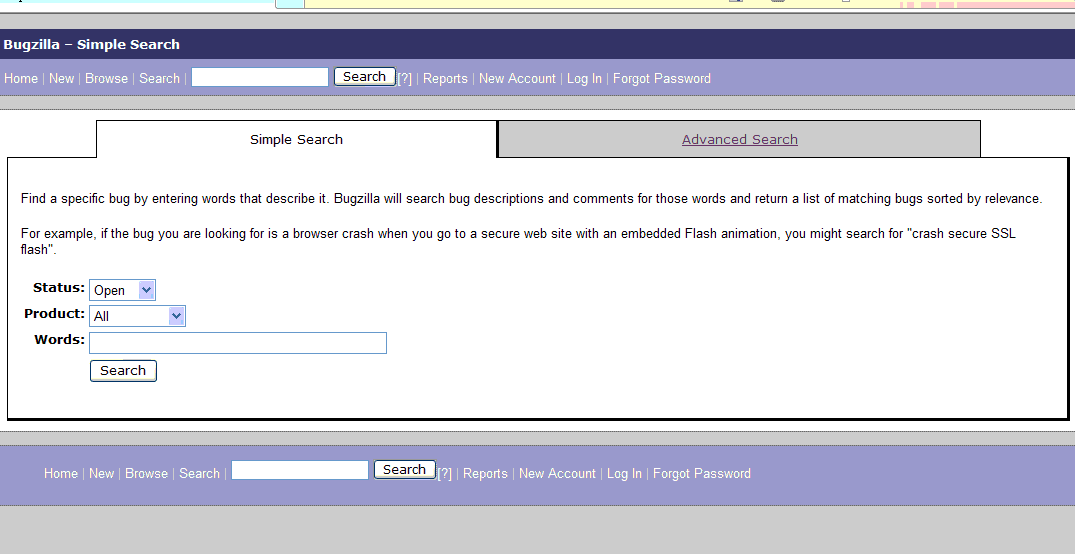 Bugzilla – Simple Search
Home | New | Browse | Search | Search [?] | Reports | New Account | Log In | Forgot Password
Simple Search Advanced Search
Find a specific bug by entering words that describe it. Bugzilla will search bug descriptions and comments for those words and return a list of matching bugs sorted by relevance.
For example, if the bug you are looking for is a browser crash when you go to a secure web site with an embedded Flash animation, you might search for "crash secure SSL
flash".
Status: Open
Product: All
Words:
Search
Home | New | Browse | Search | Search [?] | Reports | New Account | Log In | Forgot Password